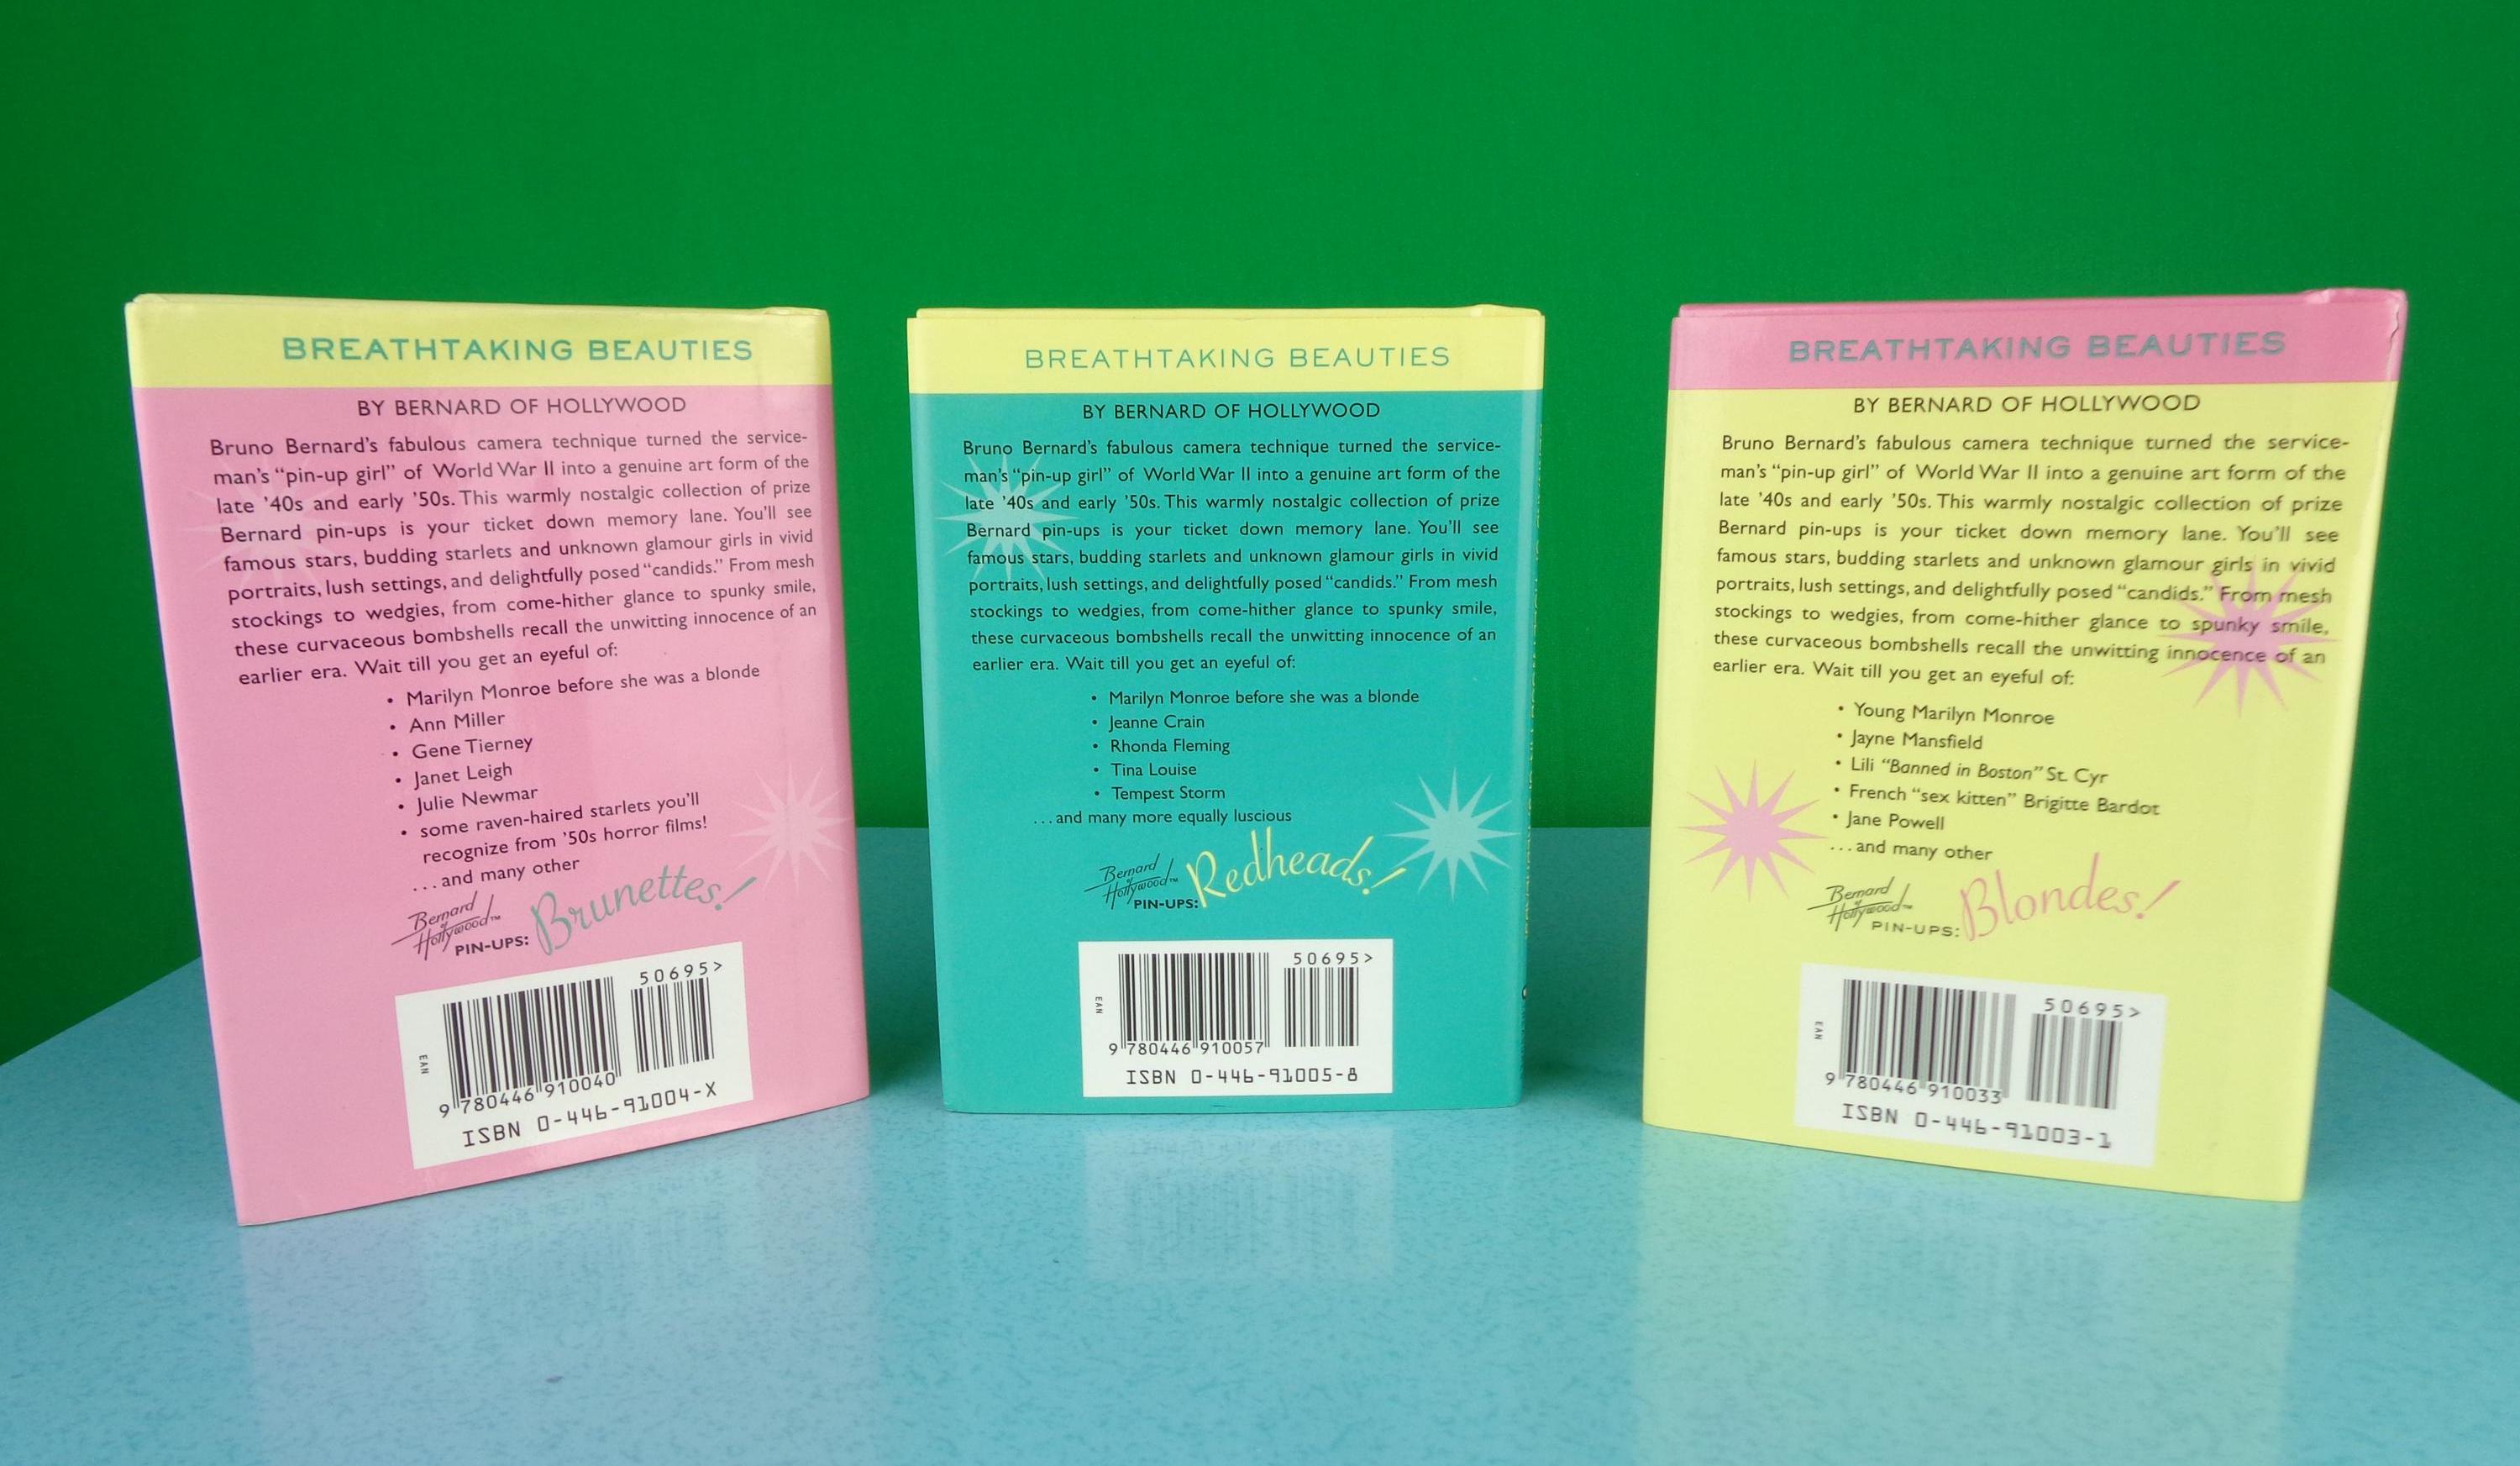 BREATHTAKING BEAUTIES
BY BERNARD OF HOLLYWOOD
Bruno Bernard's fabulous camera technique turned the service-
man's “pin-up girl” of World War II into a genuine art form of the
late '40s and early '50s. This warmly nostalgic collection of prize
Bernard pin-ups is your ticket down memory lane. You'll see
famous stars, budding starlets and unknown glamour girls in vivid
portraits, lush settings, and delightfully posed “candids.” From mesh
stockings to wedgies, from come-hither glance to spunky smile,
these curvaceous bombshells recall the unwitting innocence of an
earlier era. Wait till you get an eyeful of:
• Marilyn Monroe before she was a blonde
• Ann Miller
• Gene Tierney
• Janet Leigh
• Julie Newmar
• some raven-haired starlets you'll
recognize from '50s horror films!
...and many other
Bernard of Hollywood™ PIN-UPS: Brunettes!
50695>
EAN
9 780446 910040
ISBN 0-446-91004-X
BREATHTAKING BEAUTIES
BY BERNARD OF HOLLYWOOD
Bruno Bernard's fabulous camera technique turned the service-
man's “pin-up girl” of World War II into a genuine art form of the
late '40s and early '50s. This warmly nostalgic collection of prize
Bernard pin-ups is your ticket down memory lane. You'll see
famous stars, budding starlets and unknown glamour girls in vivid
portraits, lush settings, and delightfully posed “candids.” From mesh
stockings to wedgies, from come-hither glance to spunky smile,
these curvaceous bombshells recall the unwitting innocence of an
earlier era. Wait till you get an eyeful of:
• Marilyn Monroe before she was a blonde
• Jeanne Crain
• Rhonda Fleming
• Tina Louise
• Tempest Storm
...and many more equally luscious
Bernard of Hollywood™ PIN-UPS: Redheads!
50695>
EAN
9 780446 910057
ISBN 0-446-91005-8
BREATHTAKING BEAUTIES
BY BERNARD OF HOLLYWOOD
Bruno Bernard's fabulous camera technique turned the service-
man's “pin-up girl” of World War II into a genuine art form of the
late '40s and early '50s. This warmly nostalgic collection of prize
Bernard pin-ups is your ticket down memory lane. You'll see
famous stars, budding starlets and unknown glamour girls in vivid
portraits, lush settings, and delightfully posed “candids.” From mesh
stockings to wedgies, from come-hither glance to spunky smile,
these curvaceous bombshells recall the unwitting innocence of an
earlier era. Wait till you get an eyeful of:
• Young Marilyn Monroe
• Jayne Mansfield
• Lili “Banned in Boston” St. Cyr
• French “sex kitten” Brigitte Bardot
• Jane Powell
...and many other
Bernard of Hollywood™ PIN-UPS: Blondes!
50695>
EAN
9 780446 910033
ISBN 0-446-91003-1